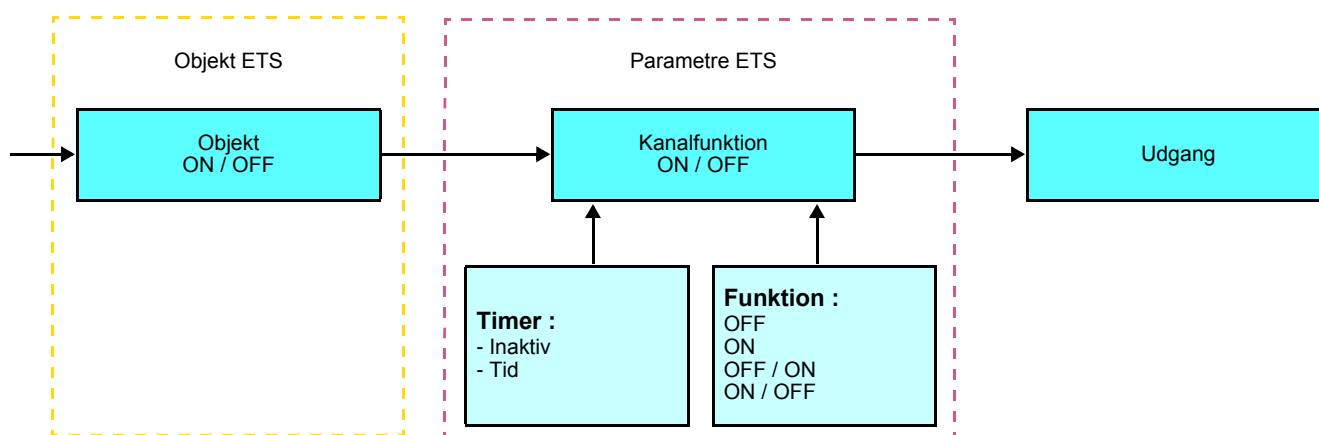 Objekt ETS
Parametre ETS
Objekt
ON / OFF
Kanalfunktion
ON / OFF
Udgang
Timer :
- Inaktiv
- Tid
Funktion :
OFF
ON
OFF / ON
ON / OFF